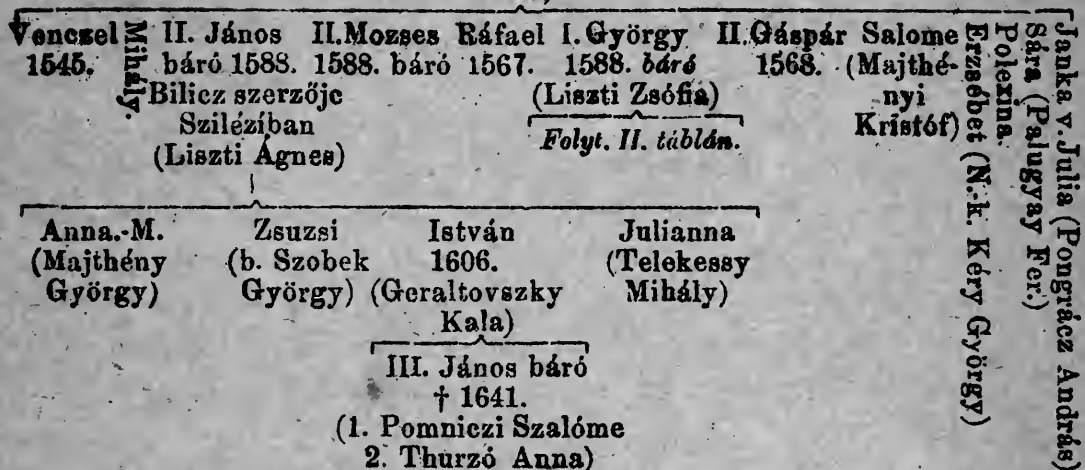 Venczel II. János II.Mozses Ráfael I.György II.Gáspár Salome
1545. báró 1588. 1588. báró 1567. 1588. báró 1568. (Majthé-
Mihály.
Bilicz szerzője (Liszti Zsófia) nyi
Sziléziban Folyt. II. táblán. Kristóf)
(Liszti Ágnes)
Janka v. Julia (Pongrácz András)
Sára (Palugyay Fer.)
Polexina.
Erzsébet (N.-k. Kéry György)
Anna.-M. Zsuzsi István Julianna
(Majthény (b. Szobek 1606. (Telekessy
György) György) (Geraltovszky Mihály)
Kala)
III. János báró
† 1641.
(1. Pomniczi Szalóme
2. Thurzó Anna)